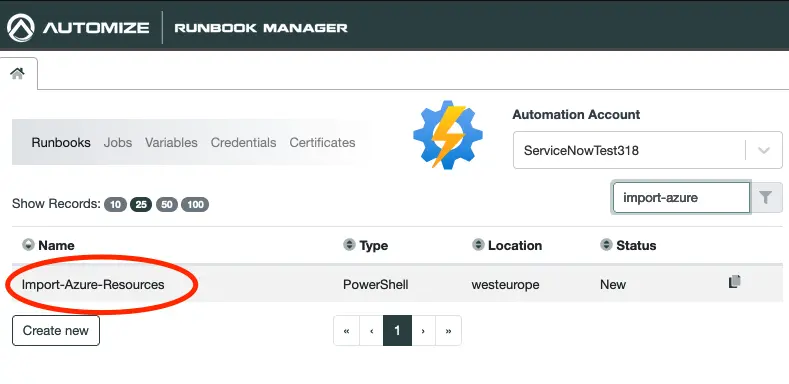 AUTOMIZE RUNBOOK MANAGER
Automation Account
Runbooks Jobs Variables Credentials Certificates
ServiceNowTest318
Show Records: 10 25 50 100
import-azure
Name Type Location Status
Import-Azure-Resources PowerShell westeurope New
Create new « ‹ 1 › »